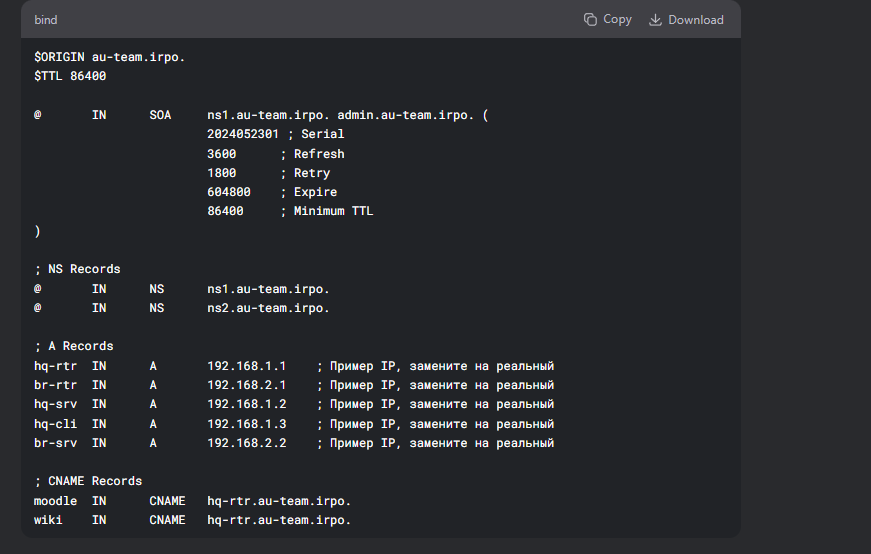 bind
Copy
Download
$ORIGIN au-team.irpo.
$TTL 86400
@ IN SOA ns1.au-team.irpo. admin.au-team.irpo. (
2024052301 ; Serial
3600 ; Refresh
1800 ; Retry
604800 ; Expire
86400 ; Minimum TTL
)
; NS Records
@ IN NS ns1.au-team.irpo.
@ IN NS ns2.au-team.irpo.
; A Records
hq-rtr IN A 192.168.1.1 ; Пример IP, замените на реальный
br-rtr IN A 192.168.2.1 ; Пример IP, замените на реальный
hq-srv IN A 192.168.1.2 ; Пример IP, замените на реальный
hq-cli IN A 192.168.1.3 ; Пример IP, замените на реальный
br-srv IN A 192.168.2.2 ; Пример IP, замените на реальный
; CNAME Records
moodle IN CNAME hq-rtr.au-team.irpo.
wiki IN CNAME hq-rtr.au-team.irpo.